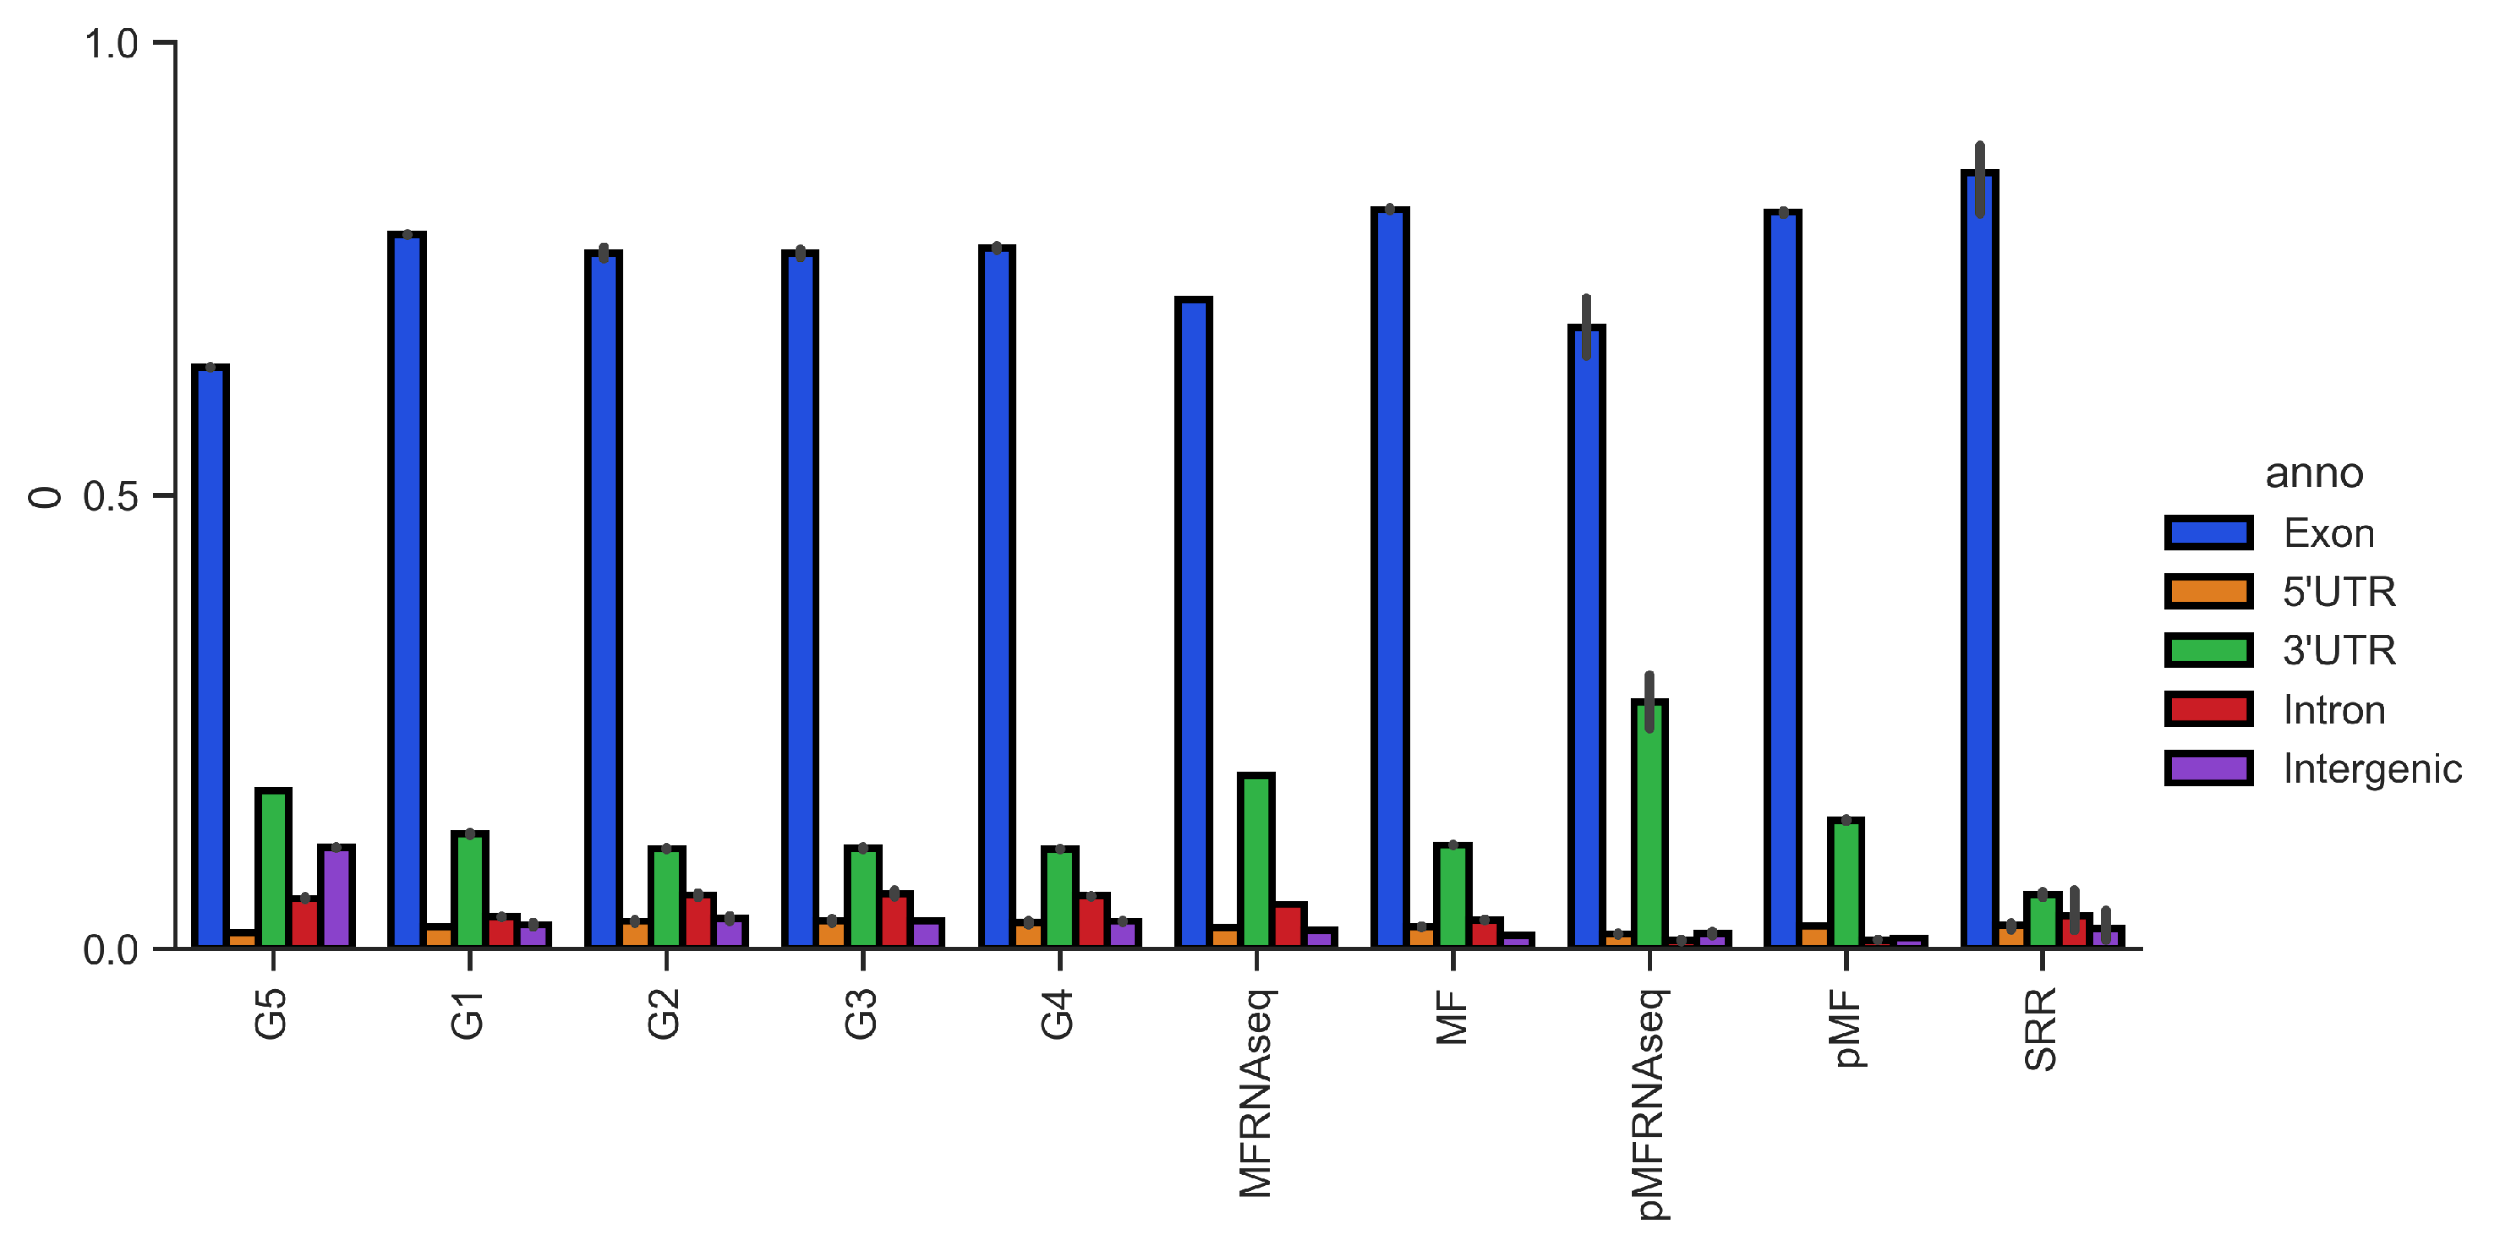 1.0
0.5
0.0
0
G5
G1
G2
G3
G4
MFRNAseq
MF
pMFRNAseq
pMF
SRR
anno
Exon
5'UTR
3'UTR
Intron
Intergenic